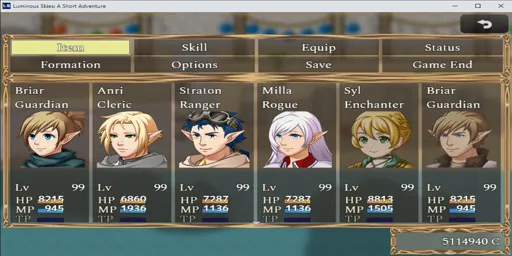 Luminous Skies: A Short Adventure
Item Skill Equip Status
Formation Options Save Game End
Briar Anri Straton Milla Syl Briar
Guardian Cleric Ranger Rogue Enchanter Guardian
Lv 99 Lv 99 Lv 99 Lv 99 Lv 99 Lv 99
HP 8215 HP 6860 HP 7287 HP 7287 HP 8813 HP 8215
MP 945 MP 1936 MP 1136 MP 1136 MP 1505 MP 945
TP TP TP TP TP TP
5114940 C